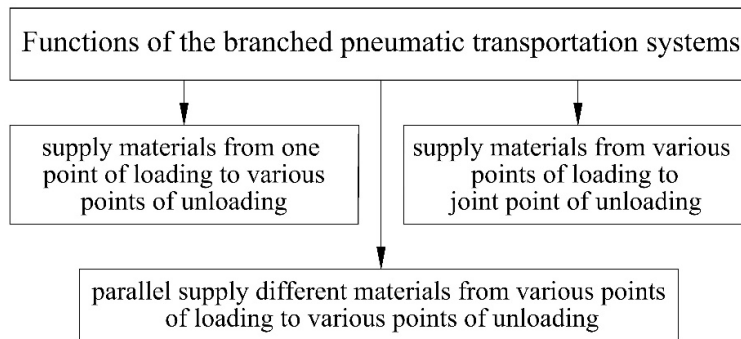 Functions of the branched pneumatic transportation systems
supply materials from one
point of loading to various
points of unloading
supply materials from various
points of loading to
joint point of unloading
parallel supply different materials from various points
of loading to various points of unloading